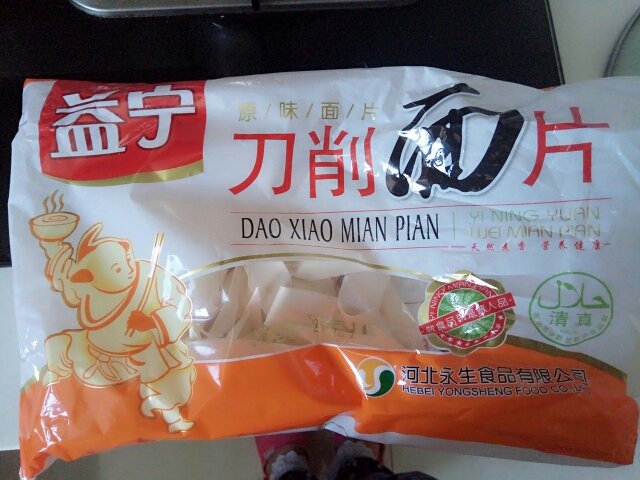 益宁
原/味/面/片
刀削面片
DAO XIAO MIAN PIAN
YI NING YUAN
WEI MIAN PIAN
天然麦香 营养健康
حلال
清真
河北永生食品有限公司
HEBEI YONGSHENG FOOD CO.,LTD